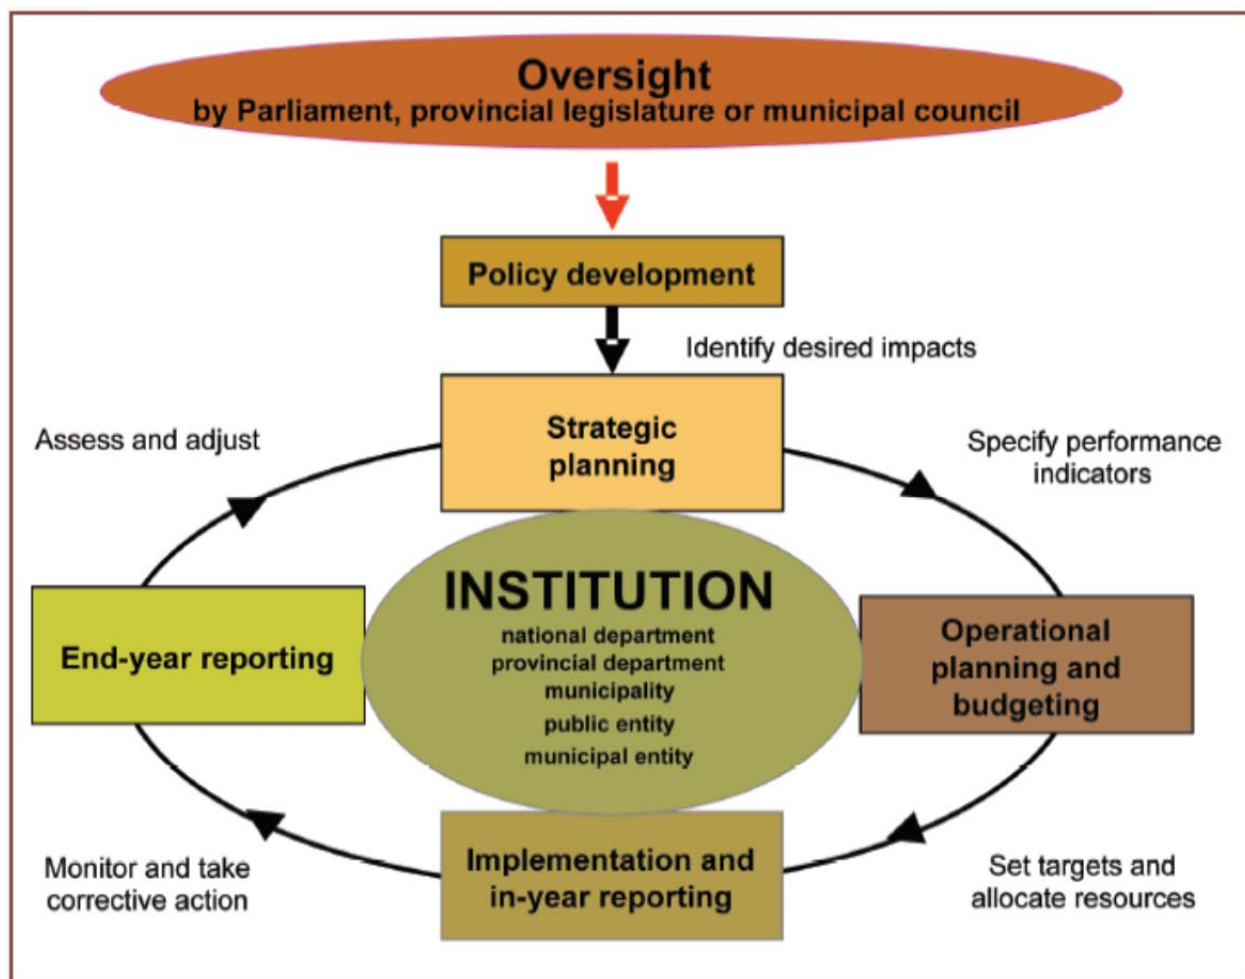 Oversight
by Parliament, provincial legislature or municipal council
Policy development
Identify desired impacts
Strategic
planning
Assess and adjust
Specify performance
indicators
INSTITUTION
national department
provincial department
municipality
public entity
municipal entity
End-year reporting
Operational
planning and
budgeting
Implementation and
in-year reporting
Monitor and take
corrective action
Set targets and
allocate resources